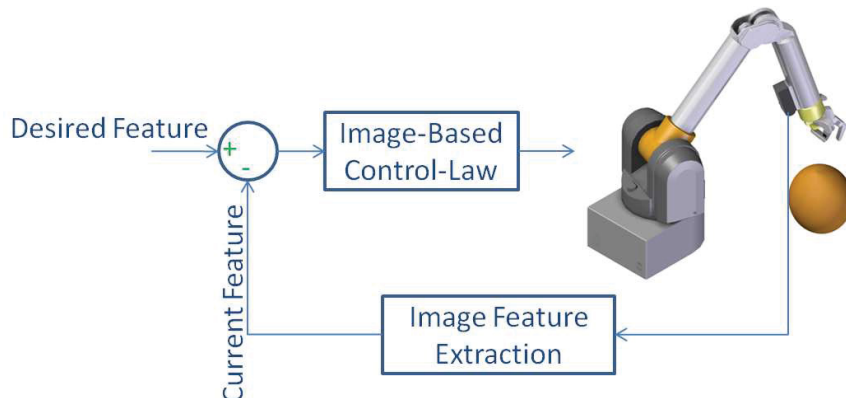 Desired Feature
+
-
Image-Based
Control-Law
Current Feature
Image Feature
Extraction